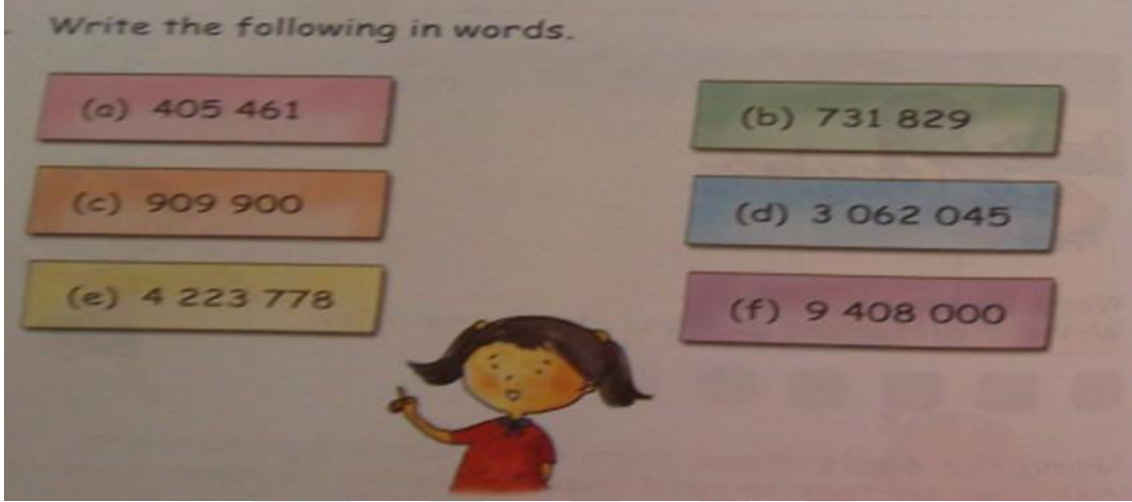 Write the following in words.
(a) 405 461
(b) 731 829
(c) 909 900
(d) 3 062 045
(e) 4 223 778
(f) 9 408 000